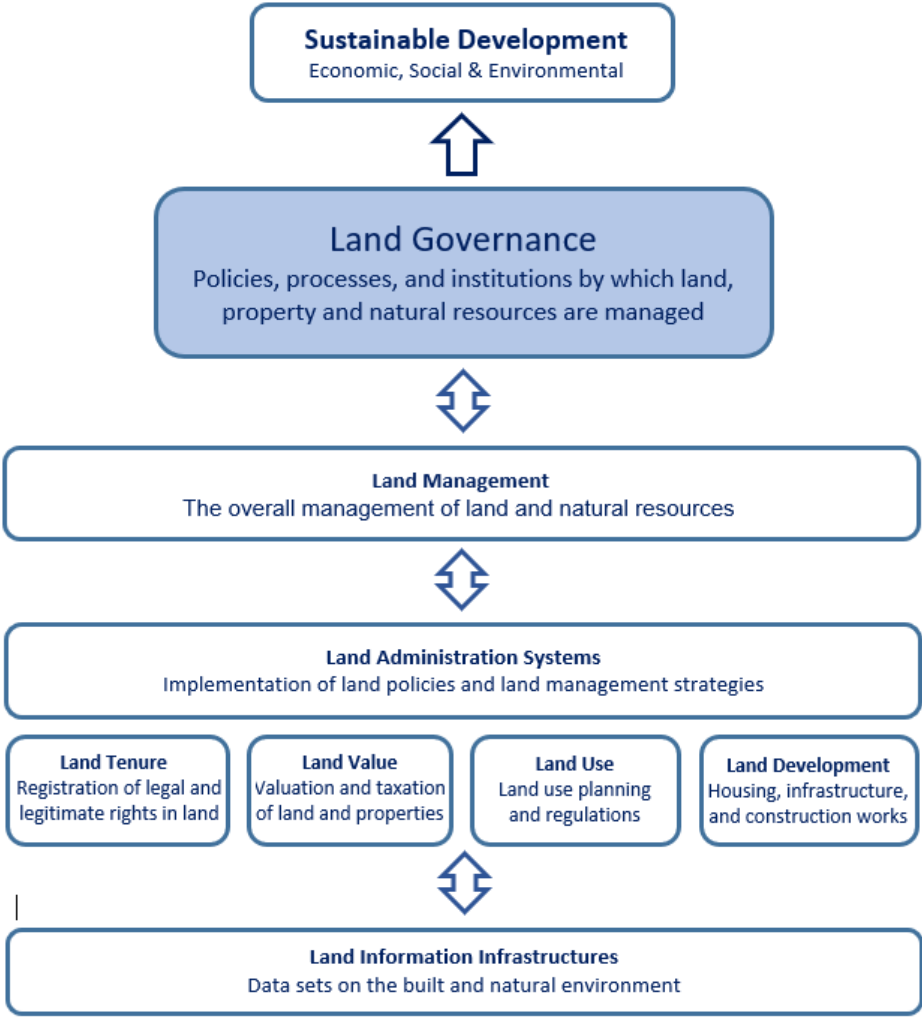 Sustainable Development
Economic, Social & Environmental
Land Governance
Policies, processes, and institutions by which land,
property and natural resources are managed
Land Management
The overall management of land and natural resources
Land Administration Systems
Implementation of land policies and land management strategies
Land Tenure
Registration of legal and
legitimate rights in land
Land Value
Valuation and taxation
of land and properties
Land Use
Land use planning
and regulations
Land Development
Housing, infrastructure,
and construction works
Land Information Infrastructures
Data sets on the built and natural environment